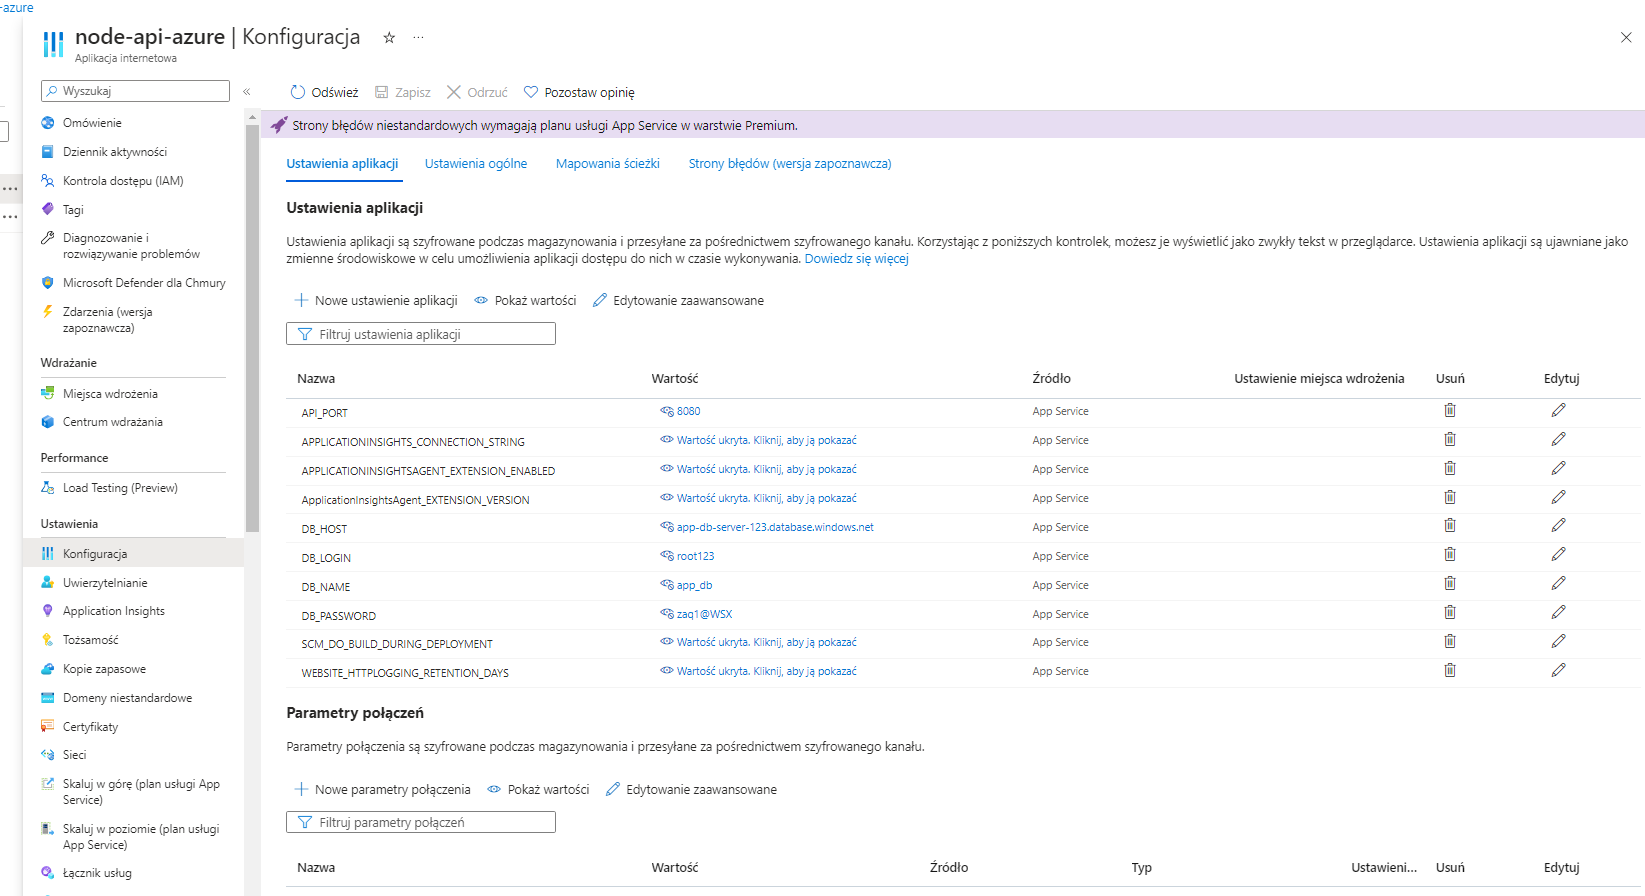 -azure
node-api-azure | Konfiguracja
Aplikacja internetowa
Wyszukaj
Omówienie
Dziennik aktywności
Kontrola dostępu (IAM)
Tagi
Diagnozowanie i
rozwiązywanie problemów
Microsoft Defender dla Chmury
Zdarzenia (wersja
zapoznawcza)
Wdrażanie
Miejsca wdrożenia
Centrum wdrażania
Performance
Load Testing (Preview)
Ustawienia
Konfiguracja
Uwierzytelnianie
Application Insights
Tożsamość
Kopie zapasowe
Domeny niestandardowe
Certyfikaty
Sieci
Skaluj w górę (plan usługi App
Service)
Skaluj w poziomie (plan usługi
App Service)
Łącznik usług
Odśwież Zapisz Odrzuć Pozostaw opinię
Strony błędów niestandardowych wymagają planu usługi App Service w warstwie Premium.
Ustawienia aplikacji Ustawienia ogólne Mapowania ścieżki Strony błędów (wersja zapoznawcza)
Ustawienia aplikacji
Ustawienia aplikacji są szyfrowane podczas magazynowania i przesyłane za pośrednictwem szyfrowanego kanału. Korzystając z poniższych kontrolek, możesz je wyświetlić jako zwykły tekst w przeglądarce. Ustawienia aplikacji są ujawniane jako
zmienne środowiskowe w celu umożliwienia aplikacji dostępu do nich w czasie wykonywania. Dowiedz się więcej
Nowe ustawienie aplikacji Pokaż wartości Edytowanie zaawansowane
Filtruj ustawienia aplikacji
Nazwa Wartość Źródło Ustawienie miejsca wdrożenia Usuń Edytuj
API_PORT 8080 App Service
APPLICATIONINSIGHTS_CONNECTION_STRING Wartość ukryta. Kliknij, aby ją pokazać App Service
APPLICATIONINSIGHTSAGENT_EXTENSION_ENABLED Wartość ukryta. Kliknij, aby ją pokazać App Service
ApplicationInsightsAgent_EXTENSION_VERSION Wartość ukryta. Kliknij, aby ją pokazać App Service
DB_HOST app-db-server-123.database.windows.net App Service
DB_LOGIN root123 App Service
DB_NAME app_db App Service
DB_PASSWORD zaq1@WSX App Service
SCM_DO_BUILD_DURING_DEPLOYMENT Wartość ukryta. Kliknij, aby ją pokazać App Service
WEBSITE_HTTPLOGGING_RETENTION_DAYS Wartość ukryta. Kliknij, aby ją pokazać App Service
Parametry połączeń
Parametry połączenia są szyfrowane podczas magazynowania i przesyłane za pośrednictwem szyfrowanego kanału.
Nowe parametry połączenia Pokaż wartości Edytowanie zaawansowane
Filtruj parametry połączeń
Nazwa Wartość Źródło Typ Ustawieni... Usuń Edytuj